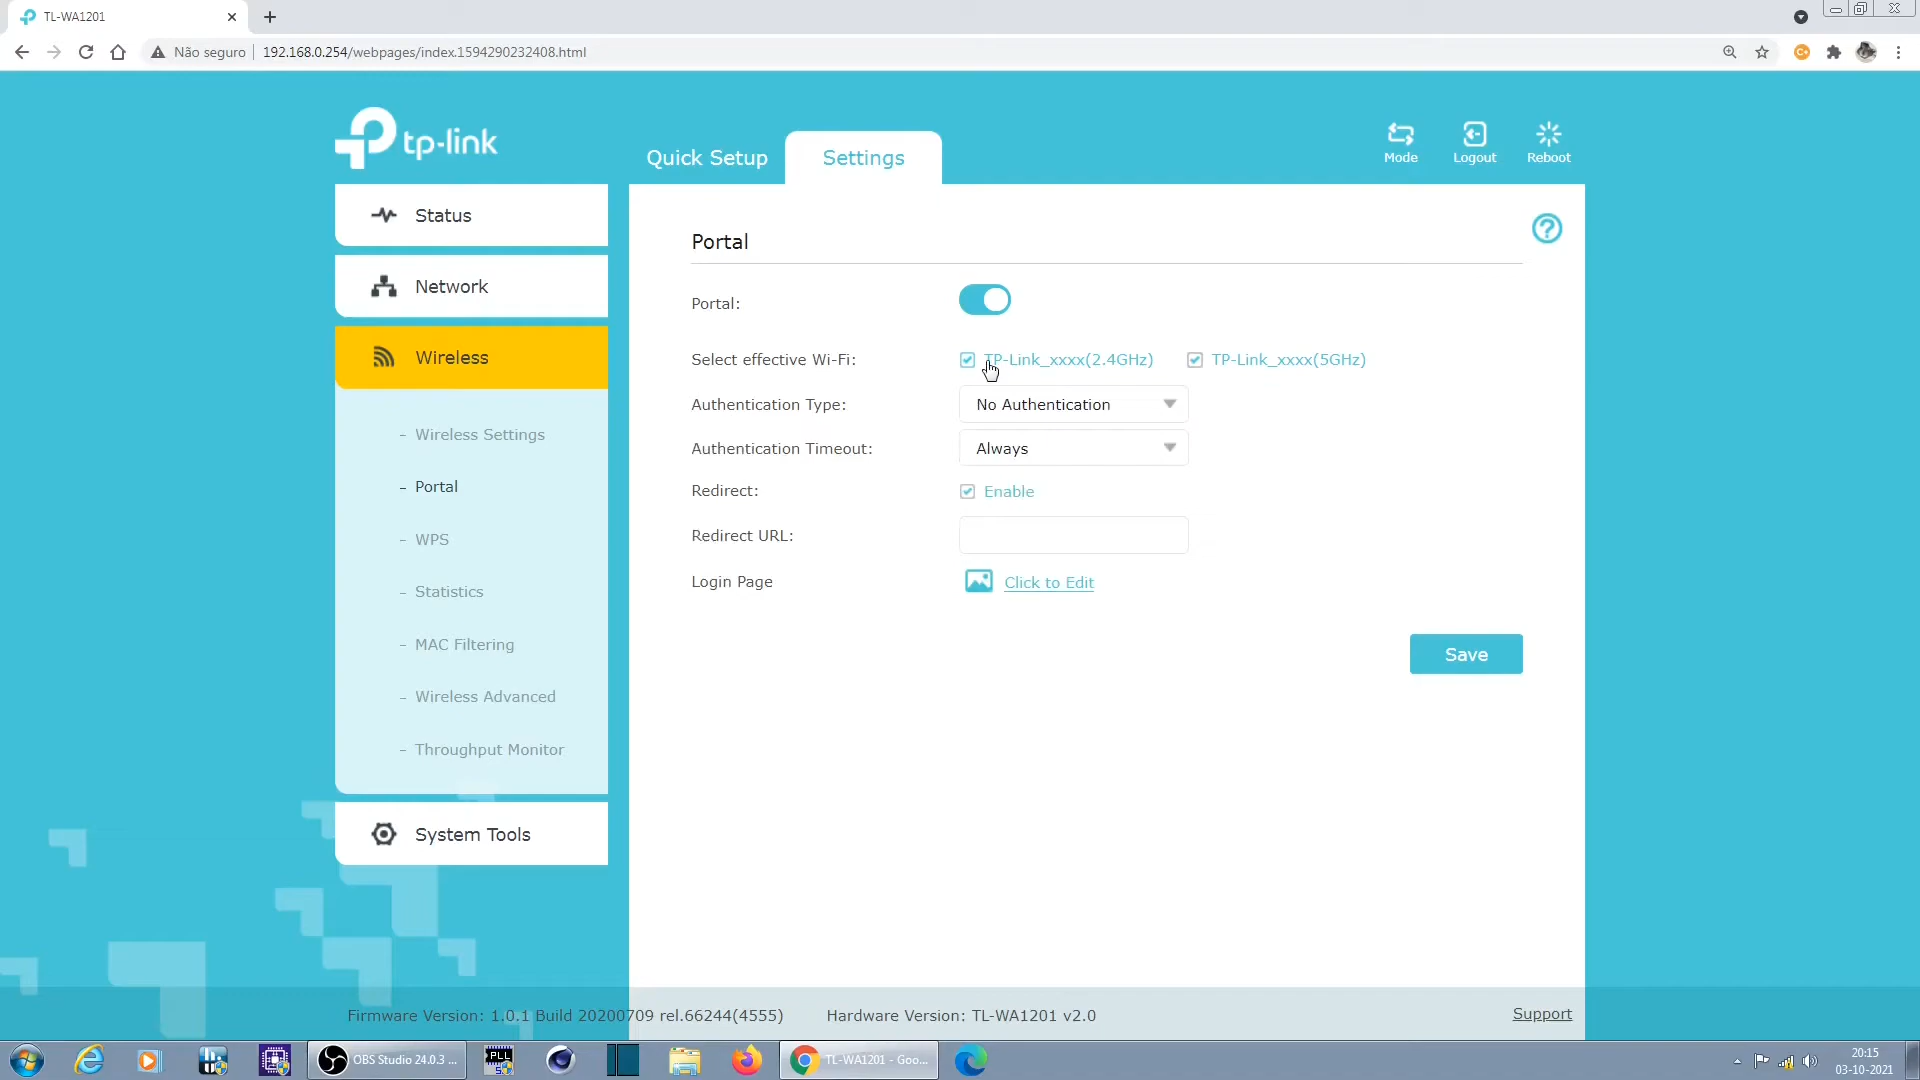 TL-WA1201
Não seguro
192.168.0.254/webpages/index.1594290232408.html
tp-link
Quick Setup
Settings
Mode
Logout
Reboot
Status
Network
Wireless
- Wireless Settings
- Portal
- WPS
- Statistics
- MAC Filtering
- Wireless Advanced
- Throughput Monitor
System Tools
Portal
Portal:
Select effective Wi-Fi: TP-Link_xxxx(2.4GHz) TP-Link_xxxx(5GHz)
Authentication Type: No Authentication
Authentication Timeout: Always
Redirect: Enable
Redirect URL:
Login Page Click to Edit
Save
Firmware Version: 1.0.1 Build 20200709 rel.66244(4555) Hardware Version: TL-WA1201 v2.0
Support
OBS Studio 24.0.3 ...
PLL
TL-WA1201 - Goo...
20:15
03-10-2021